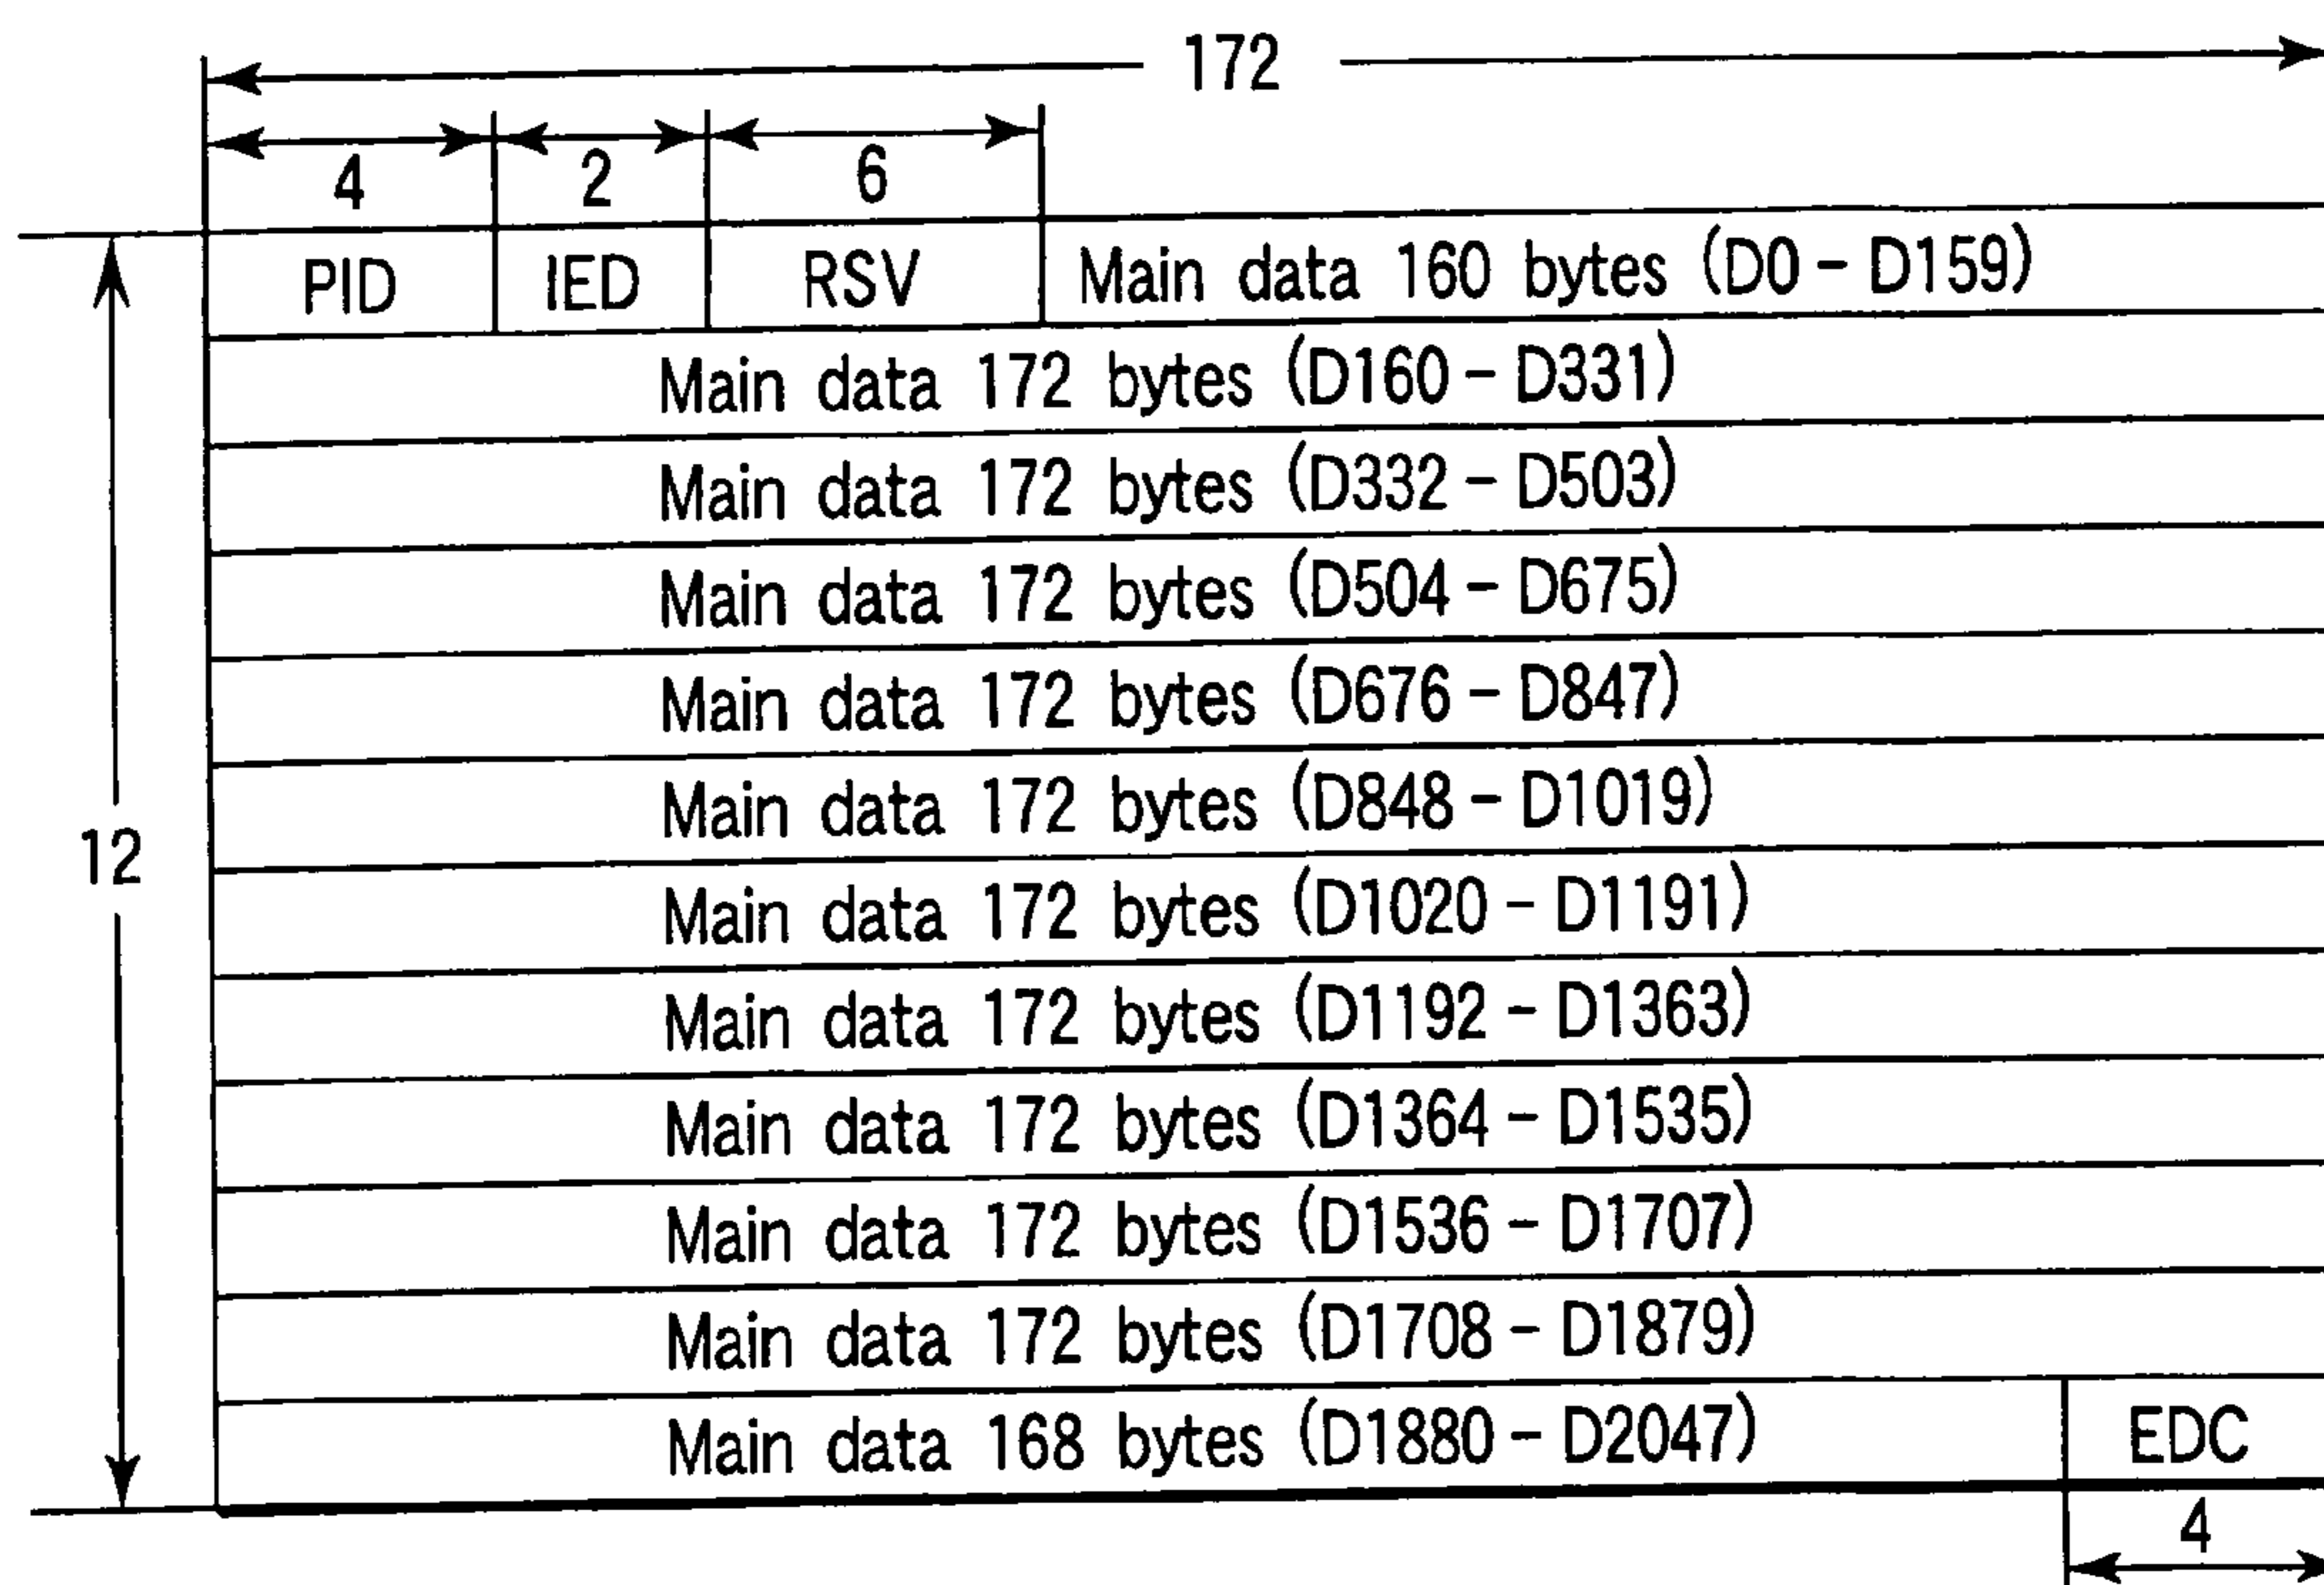 172
4 2 6
PID IED RSV Main data 160 bytes (D0 - D159)
Main data 172 bytes (D160 - D331)
Main data 172 bytes (D332 - D503)
Main data 172 bytes (D504 - D675)
Main data 172 bytes (D676 - D847)
Main data 172 bytes (D848 - D1019)
12
Main data 172 bytes (D1020 - D1191)
Main data 172 bytes (D1192 - D1363)
Main data 172 bytes (D1364 - D1535)
Main data 172 bytes (D1536 - D1707)
Main data 172 bytes (D1708 - D1879)
Main data 168 bytes (D1880 - D2047) EDC
4